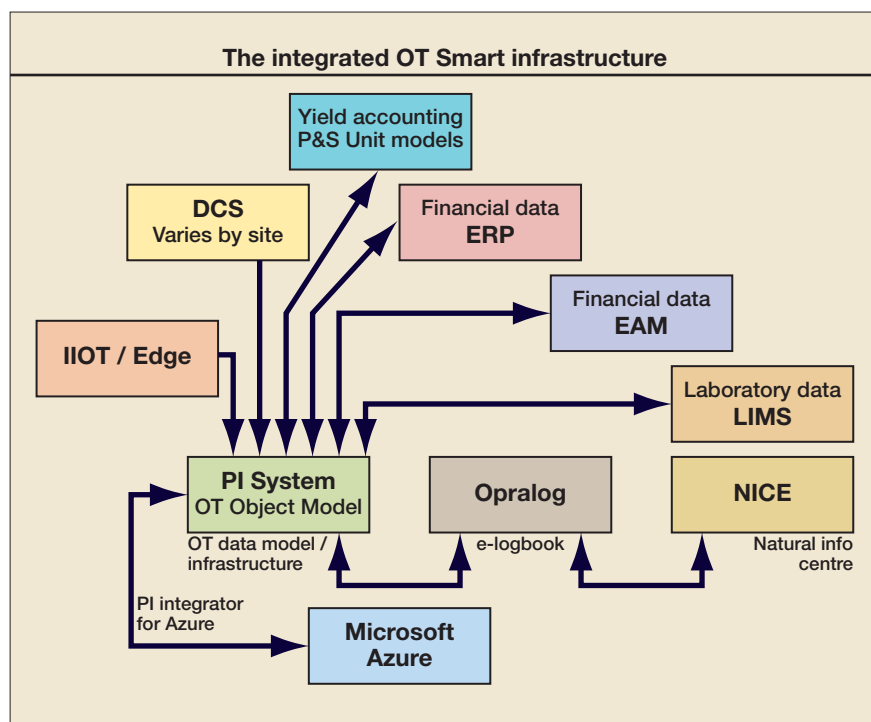 The integrated OT Smart infrastructure
Yield accounting
P&S Unit models
DCS
Varies by site
Financial data
ERP
Financial data
EAM
IIOT / Edge
Laboratory data
LIMS
PI System
OT Object Model
Opralog
NICE
OT data model /
infrastructure
e-logbook
Natural info
centre
PI integrator
for Azure
Microsoft
Azure